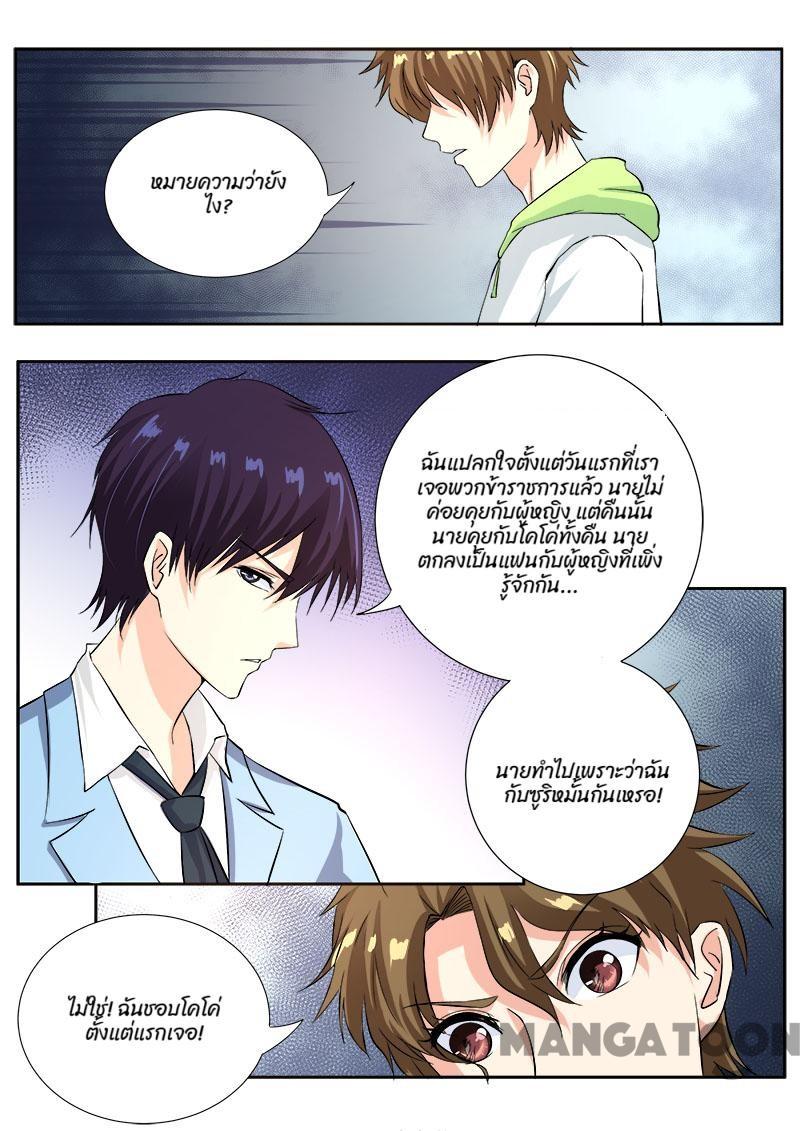 หมายความว่ายัง
ไง?
ฉันแปลกใจตั้งแต่วันแรกที่เรา
เจอพวกข้าราชการแล้ว นายไม่
ค่อยคุยกับผู้หญิง แต่คืนนั้น
นายคุยกับโคโค่ทั้งคืน นาย
ตกลงเป็นแฟนกับผู้หญิงที่เพิ่ง
รู้จักกัน...
นายทำไปเพราะว่าฉัน
กับซูริหมั้นกันเหรอ!
ไม่ใช่! ฉันชอบโคโค่
ตั้งแต่แรกเจอ!
MANGATOON